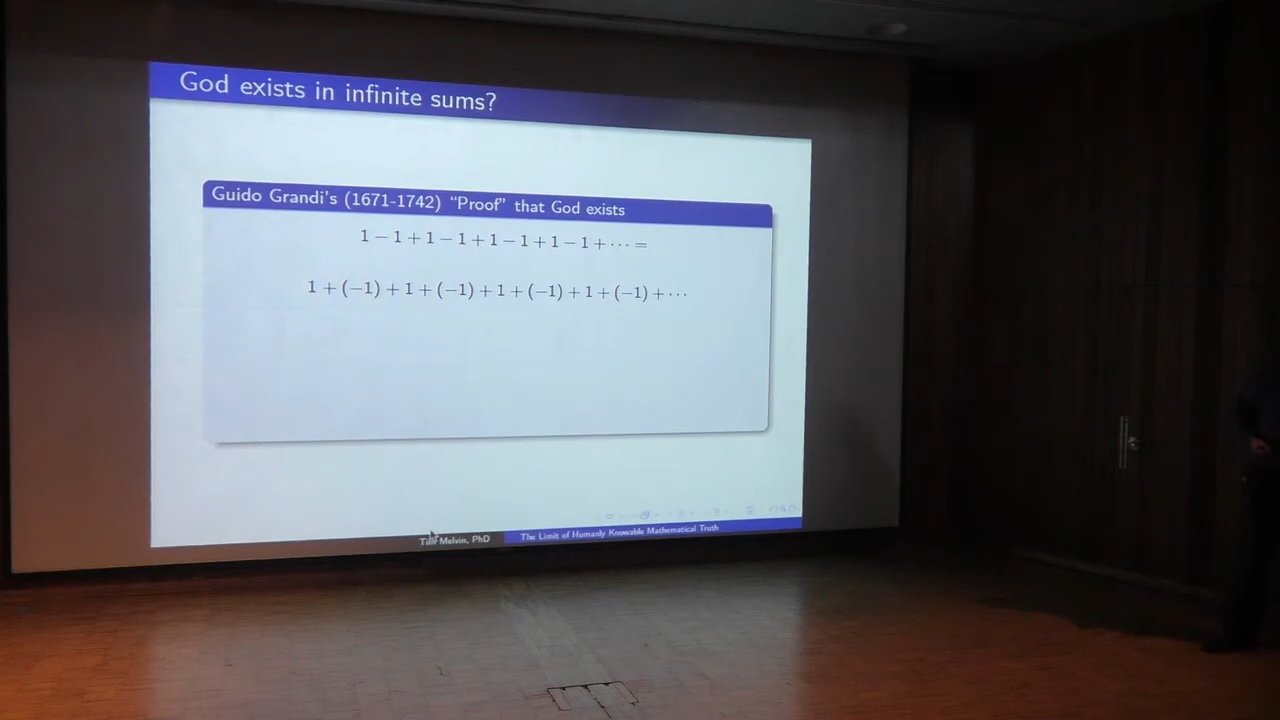 God exists in infinite sums?
Guido Grandi's (1671-1742) “Proof” that God exists
1 − 1 + 1 − 1 + 1 − 1 + 1 − 1 + ⋯ =
1 + (−1) + 1 + (−1) + 1 + (−1) + 1 + (−1) + ⋯
Melvin, PhD
The Limit of Humanly Knowable Mathematical Truth